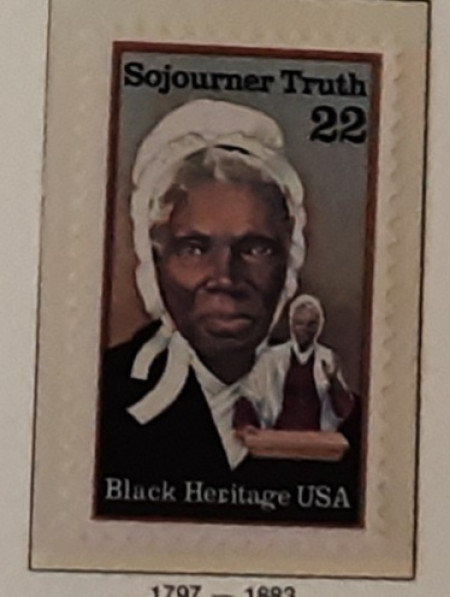 Sojourner Truth
22
Black Heritage USA
1797 — 1883